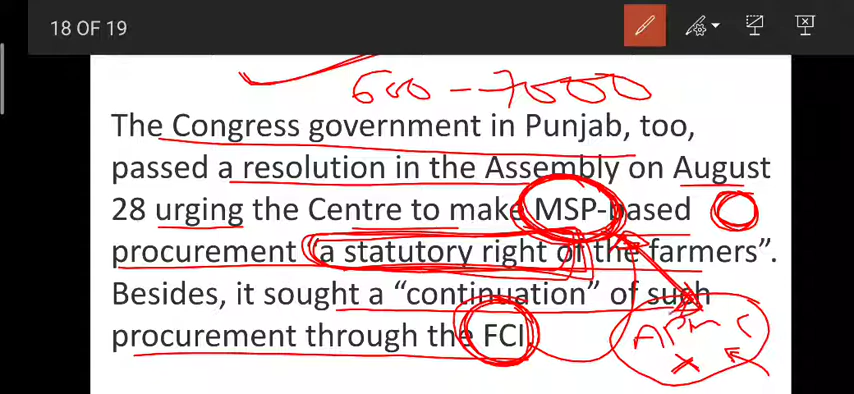 18 OF 19
600 - 7000
The Congress government in Punjab, too,
passed a resolution in the Assembly on August
28 urging the Centre to make MSP-based
procurement “a statutory right of the farmers”.
Besides, it sought a “continuation” of such
procurement through the FCI.
APMC